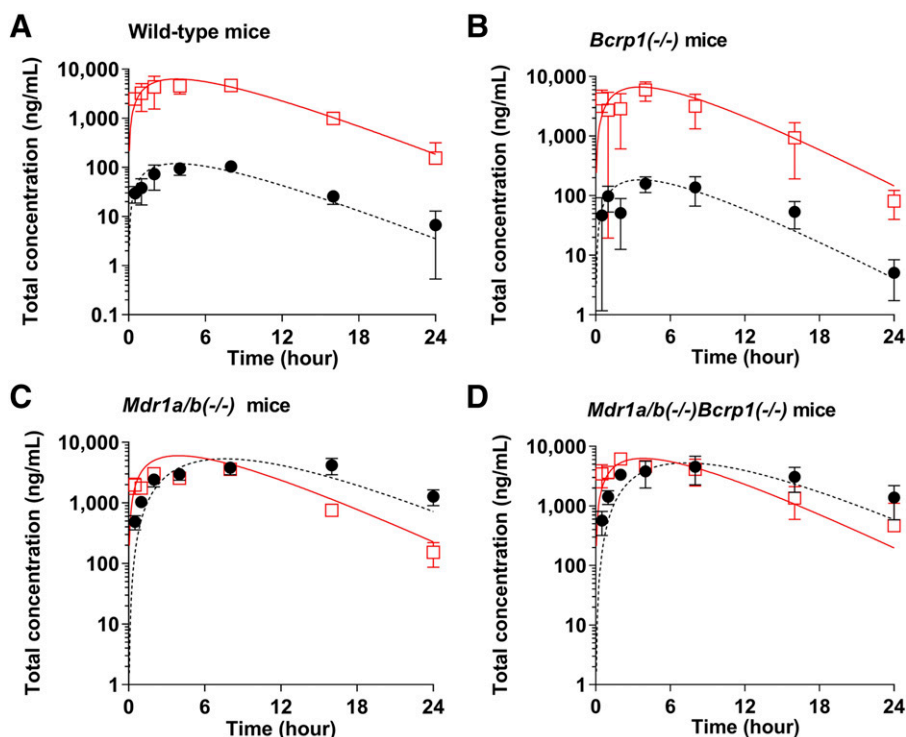 A
Wild-type mice
Total concentration (ng/mL)
10,000
1,000
100
10
1
0.1
0 6 12 18 24
Time (hour)
B
Bcrp1(-/-) mice
Total concentration (ng/mL)
10,000
1,000
100
10
1
0 6 12 18 24
Time (hour)
C
Mdr1a/b(-/-) mice
Total concentration (ng/mL)
10,000
1,000
100
10
1
0 6 12 18 24
Time (hour)
D
Mdr1a/b(-/-)Bcrp1(-/-) mice
Total concentration (ng/mL)
10,000
1,000
100
10
1
0 6 12 18 24
Time (hour)